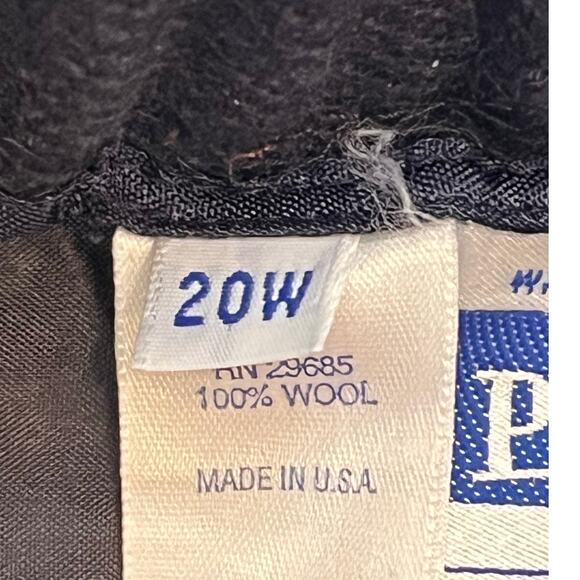 20W
RN 29685
100% WOOL
MADE IN U.S.A.
P